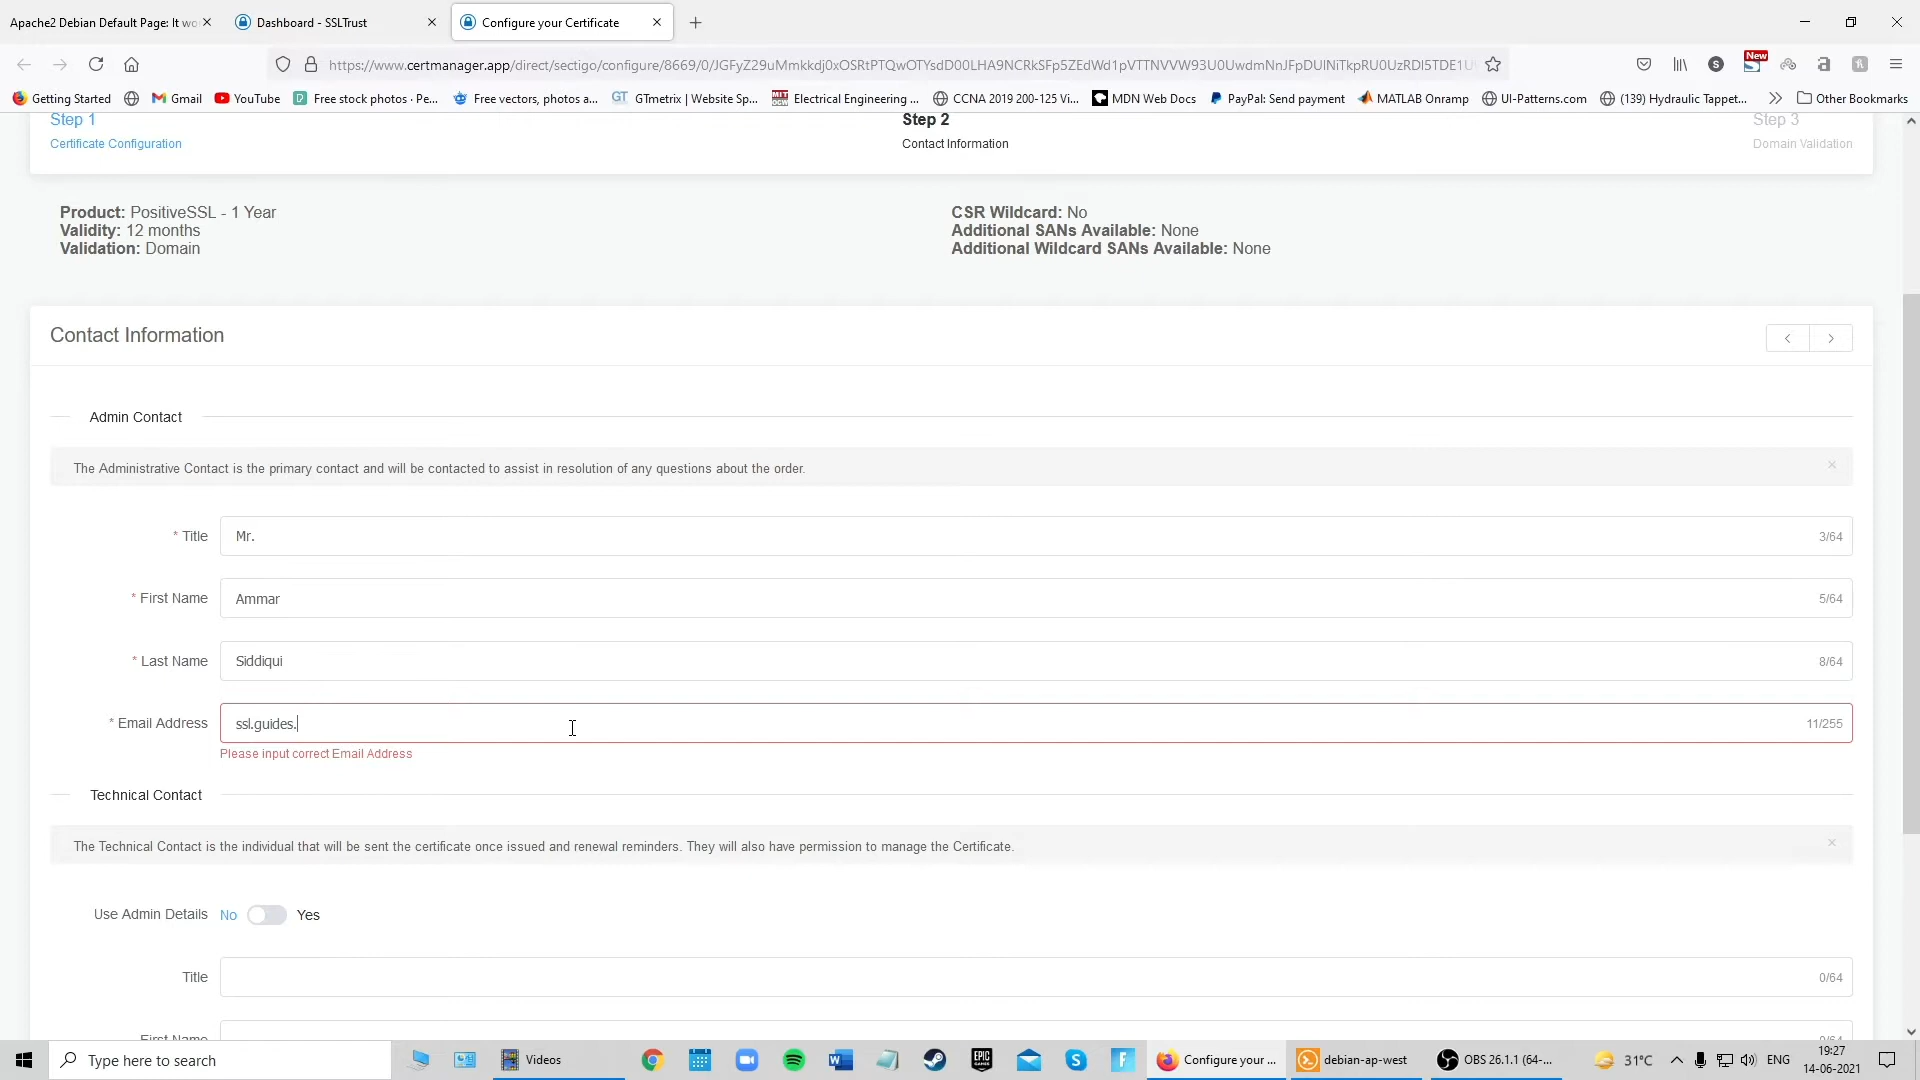 Apache2 Debian Default Page: It wo
Dashboard - SSLTrust
Configure your Certificate
https://www.certmanager.app/direct/sectigo/configure/8669/0/
New
Getting Started
Gmail
YouTube
Free stock photos · Pe...
Free vectors, photos a...
GT GTmetrix | Website Sp...
Electrical Engineering ...
CCNA 2019 200-125 Vi...
MDN Web Docs
PayPal: Send payment
MATLAB Onramp
UI-Patterns.com
(139) Hydraulic Tappet...
Other Bookmarks
Step 1
Certificate Configuration
Step 2
Contact Information
Step 3
Domain Validation
Product: PositiveSSL - 1 Year
Validity: 12 months
Validation: Domain
CSR Wildcard: No
Additional SANs Available: None
Additional Wildcard SANs Available: None
Contact Information
Admin Contact
The Administrative Contact is the primary contact and will be contacted to assist in resolution of any questions about the order.
* Title Mr. 3/64
* First Name Ammar 5/64
* Last Name Siddiqui 8/64
* Email Address ssl.guides. 11/255
Please input correct Email Address
Technical Contact
The Technical Contact is the individual that will be sent the certificate once issued and renewal reminders. They will also have permission to manage the Certificate.
Use Admin Details No Yes
Title 0/64
First Name 0/64
Type here to search
Videos
EPIC GAMES
Configure your ...
debian-ap-west
OBS 26.1.1 (64-...
31°C
ENG
19:27
14-06-2021